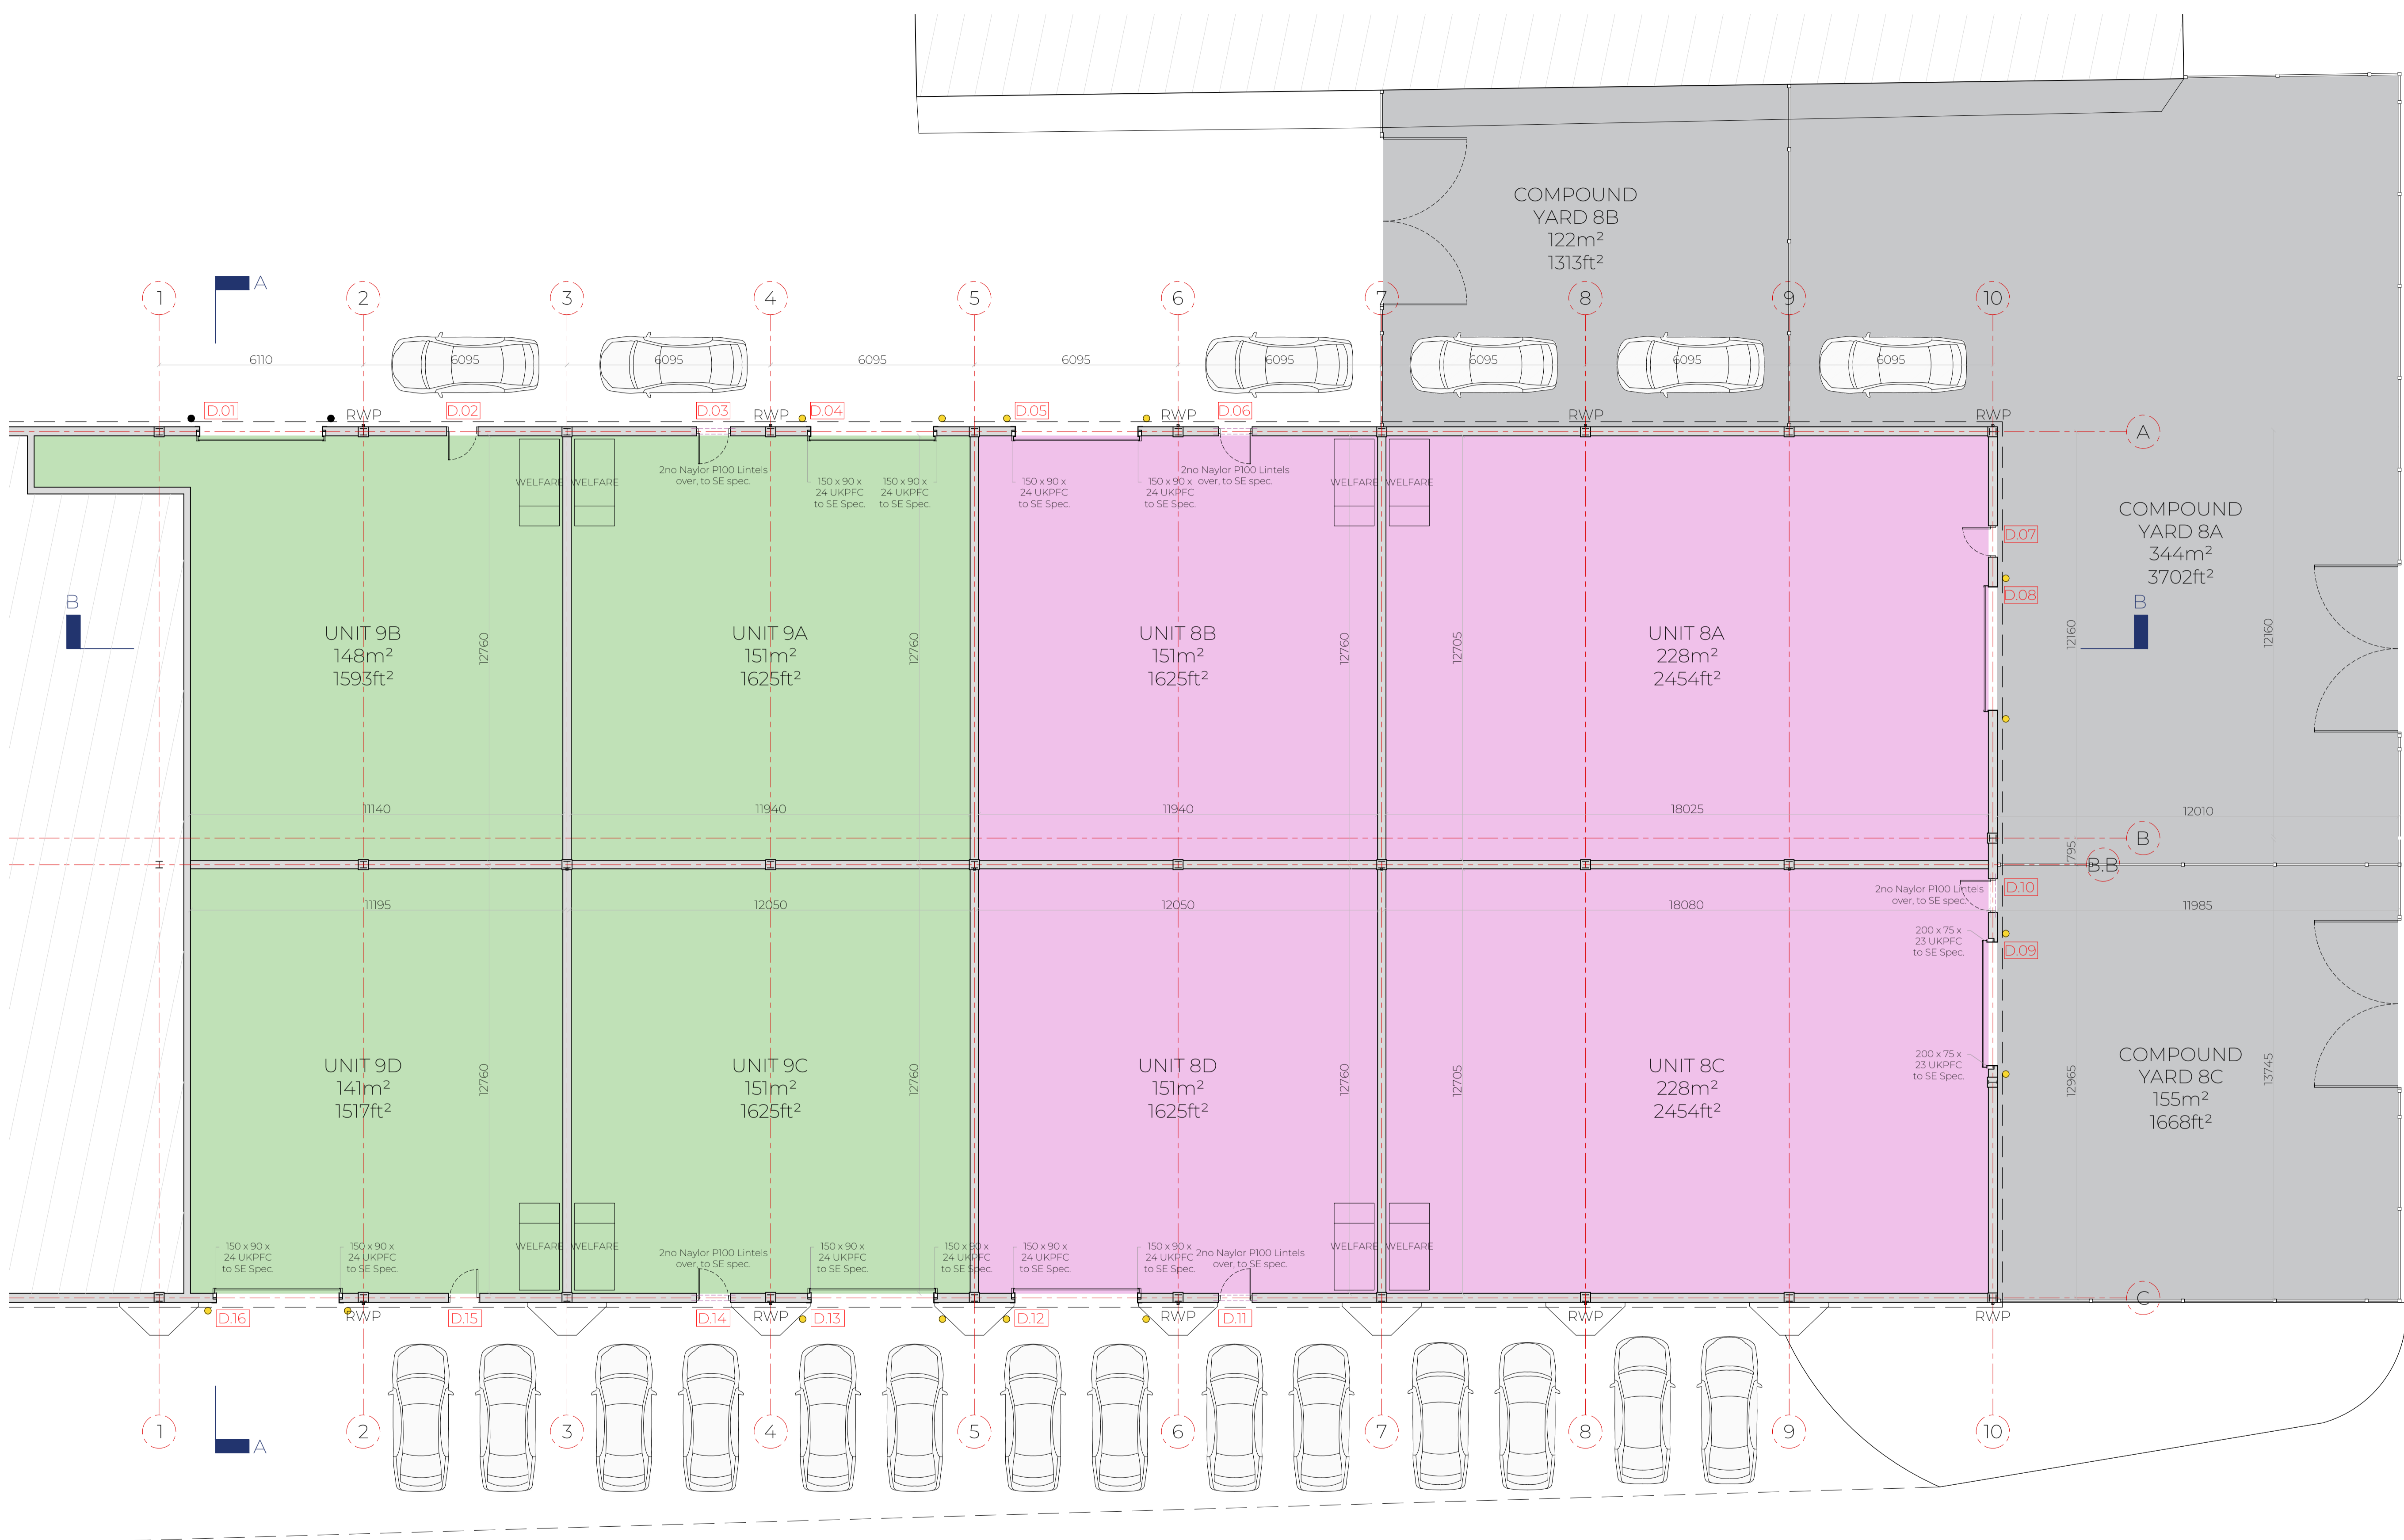 COMPOUND
YARD 8B
122m²
1313ft²
A
1
2
3
4
5
6
7
8
9
10
6110
6095
6095
6095
6095
6095
6095
6095
6095
D.01
RWP
D.02
D.03
RWP
D.04
D.05
RWP
D.06
RWP
RWP
A
WELFARE
WELFARE
2no Naylor P100 Lintels
over, to SE spec.
150 x 90 x
24 UKPFC
to SE Spec.
150 x 90 x
24 UKPFC
to SE Spec.
150 x 90 x
24 UKPFC
to SE Spec.
150 x 90 x
24 UKPFC
to SE Spec.
2no Naylor P100 Lintels
over, to SE spec.
WELFARE
WELFARE
D.07
COMPOUND
YARD 8A
344m²
3702ft²
D.08
B
B
UNIT 9B
148m²
1593ft²
12760
UNIT 9A
151m²
1625ft²
12760
UNIT 8B
151m²
1625ft²
12760
12705
UNIT 8A
228m²
2454ft²
12160
12160
11140
11940
11940
18025
12010
B
795
B.B
D.10
2no Naylor P100 Lintels
over, to SE spec.
11195
12050
12050
18080
11985
200 x 75 x
23 UKPFC
to SE Spec.
D.09
200 x 75 x
23 UKPFC
to SE Spec.
UNIT 9D
141m²
1517ft²
12760
UNIT 9C
151m²
1625ft²
12760
UNIT 8D
151m²
1625ft²
12760
12705
UNIT 8C
228m²
2454ft²
12965
13745
COMPOUND
YARD 8C
155m²
1668ft²
150 x 90 x
24 UKPFC
to SE Spec.
150 x 90 x
24 UKPFC
to SE Spec.
WELFARE
WELFARE
2no Naylor P100 Lintels
over, to SE spec.
150 x 90 x
24 UKPFC
to SE Spec.
150 x 90 x
24 UKPFC
to SE Spec.
150 x 90 x
24 UKPFC
to SE Spec.
150 x 90 x
24 UKPFC
to SE Spec.
2no Naylor P100 Lintels
over, to SE spec.
WELFARE
WELFARE
C
D.16
RWP
D.15
D.14
RWP
D.13
D.12
RWP
D.11
RWP
RWP
1
2
3
4
5
6
7
8
9
10
A